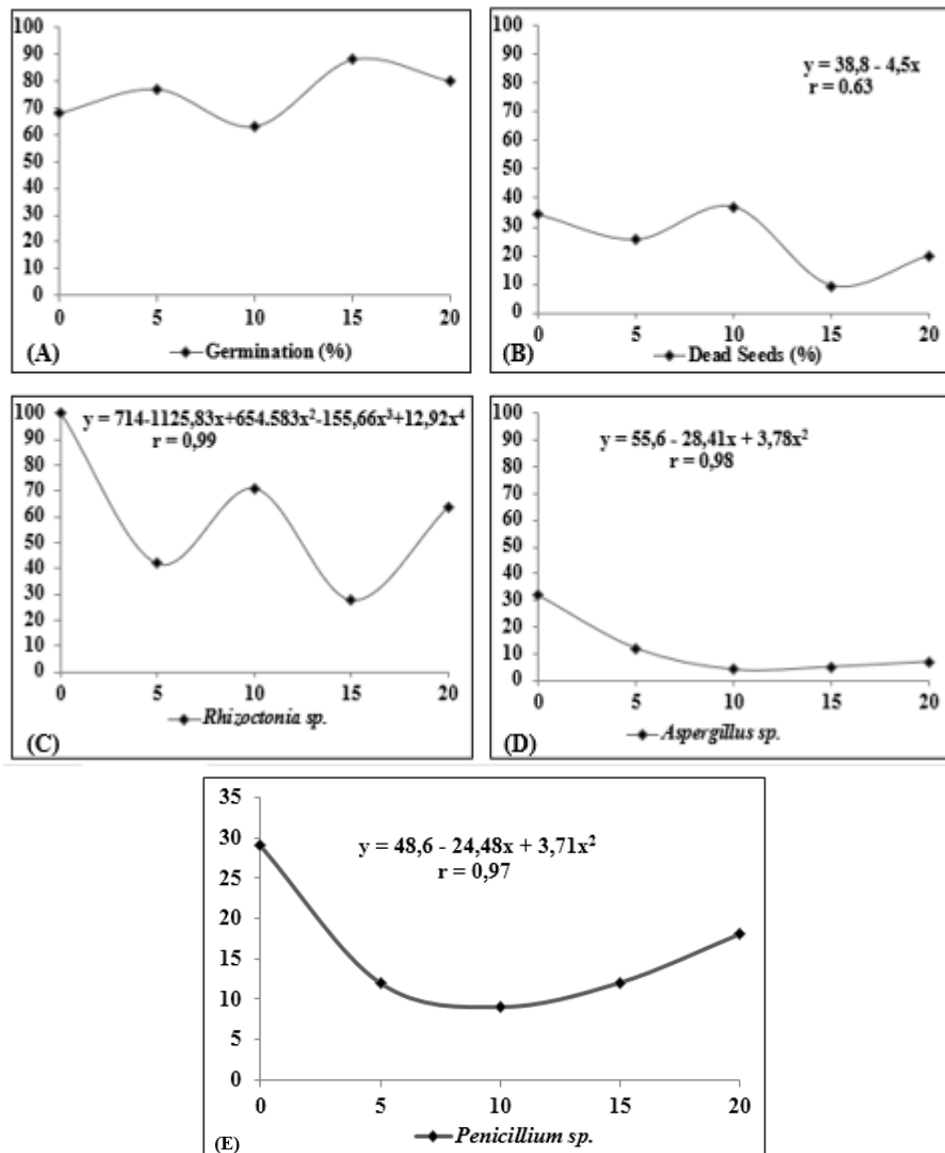 100
90
80
70
60
50
40
30
20
10
0
0 5 10 15 20
(A) Germination (%)
100
90
80
70
60
50
40
30
20
10
0
y = 38,8 - 4,5x
r = 0.63
0 5 10 15 20
(B) Dead Seeds (%)
100
90
80
70
60
50
40
30
20
10
0
y = 714-1125,83x+654.583x²-155,66x³+12,92x⁴
r = 0,99
0 5 10 15 20
Rhizoctonia sp.
(C)
100
90
80
70
60
50
40
30
20
10
0
y = 55,6 - 28,41x + 3,78x²
r = 0,98
0 5 10 15 20
Aspergillus sp.
(D)
35
30
25
20
15
10
5
0
y = 48,6 - 24,48x + 3,71x²
r = 0,97
0 5 10 15 20
(E) Penicillium sp.